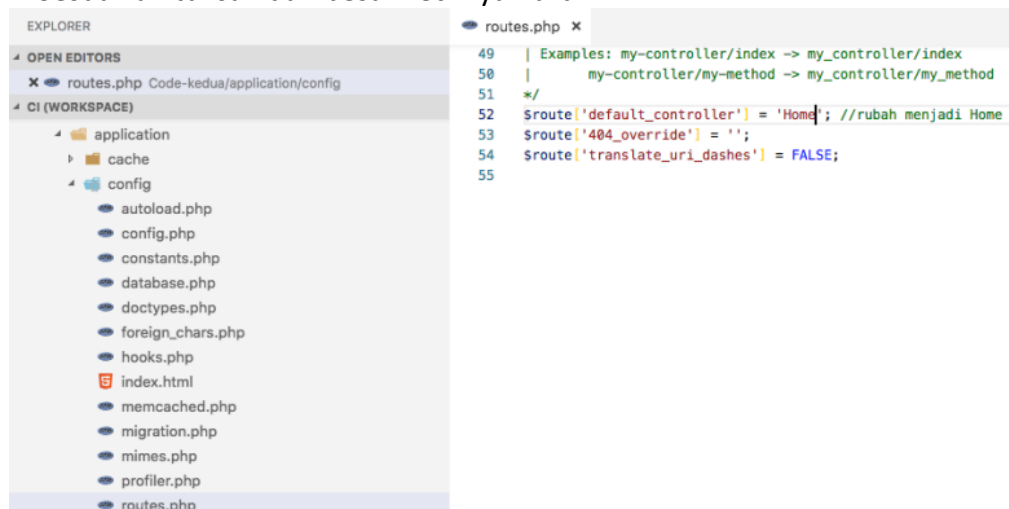 EXPLORER
OPEN EDITORS
routes.php Code-kedua/application/config
CI (WORKSPACE)
application
cache
config
autoload.php
config.php
constants.php
database.php
doctypes.php
foreign_chars.php
hooks.php
index.html
memcached.php
migration.php
mimes.php
profiler.php
routes.php
routes.php
49 | Examples: my-controller/index -> my_controller/index
50 | my-controller/my-method -> my_controller/my_method
51 */
52 $route['default_controller'] = 'Home'; //rubah menjadi Home
53 $route['404_override'] = '';
54 $route['translate_uri_dashes'] = FALSE;
55